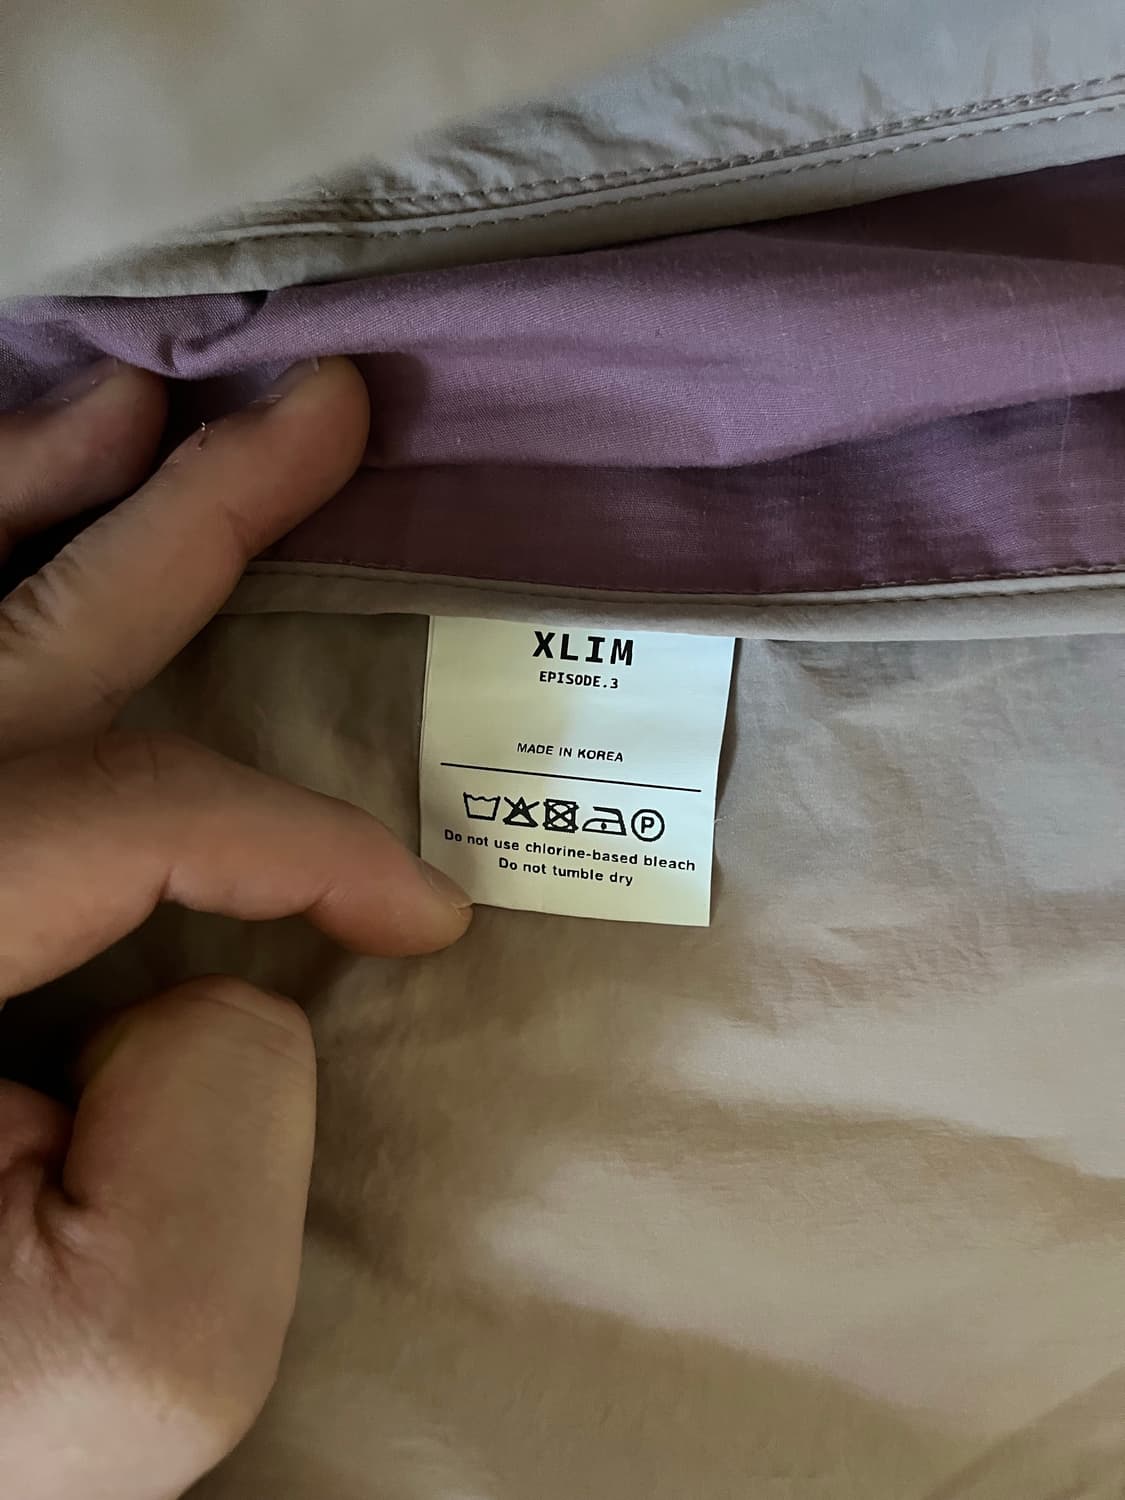 XLIM
EPISODE.3
MADE IN KOREA
P
Do not use chlorine-based bleach
Do not tumble dry